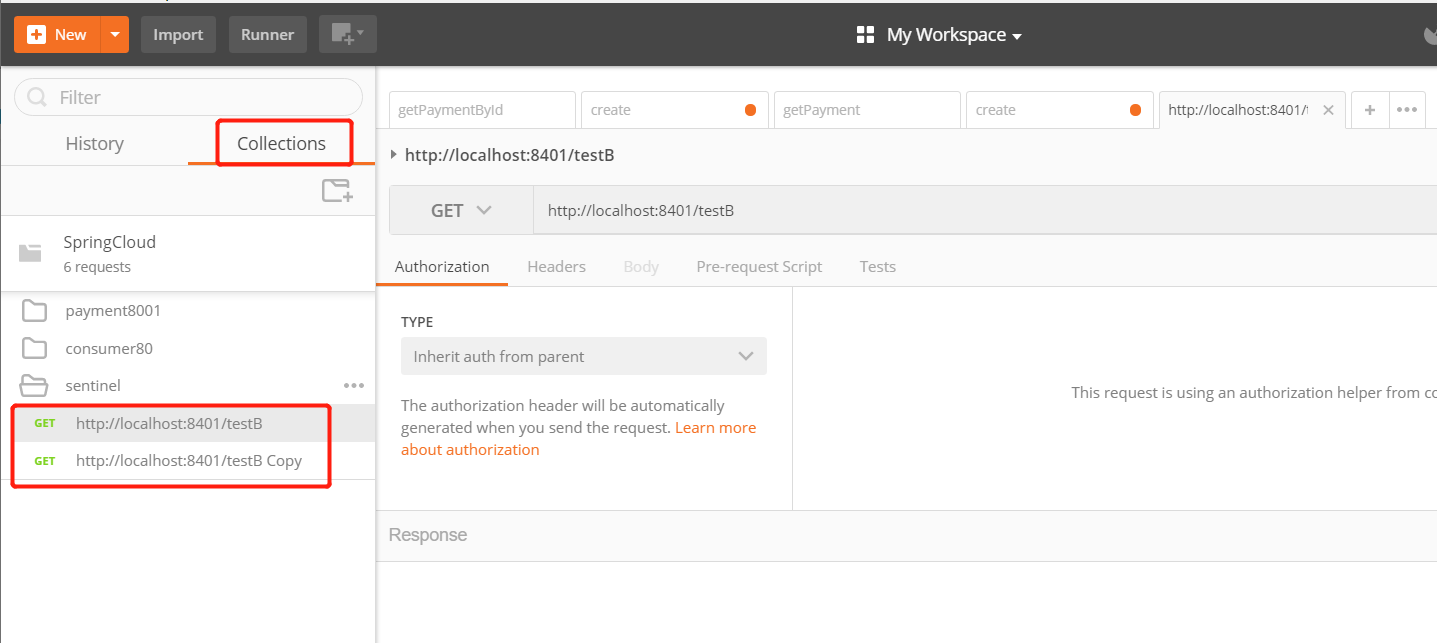 New
Import
Runner
My Workspace
Filter
History
Collections
SpringCloud
6 requests
payment8001
consumer80
sentinel
GET http://localhost:8401/testB
GET http://localhost:8401/testB Copy
getPaymentById
create
getPayment
create
http://localhost:8401/t
http://localhost:8401/testB
GET
http://localhost:8401/testB
Authorization
Headers
Body
Pre-request Script
Tests
TYPE
Inherit auth from parent
The authorization header will be automatically
generated when you send the request. Learn more
about authorization
This request is using an authorization helper from co
Response